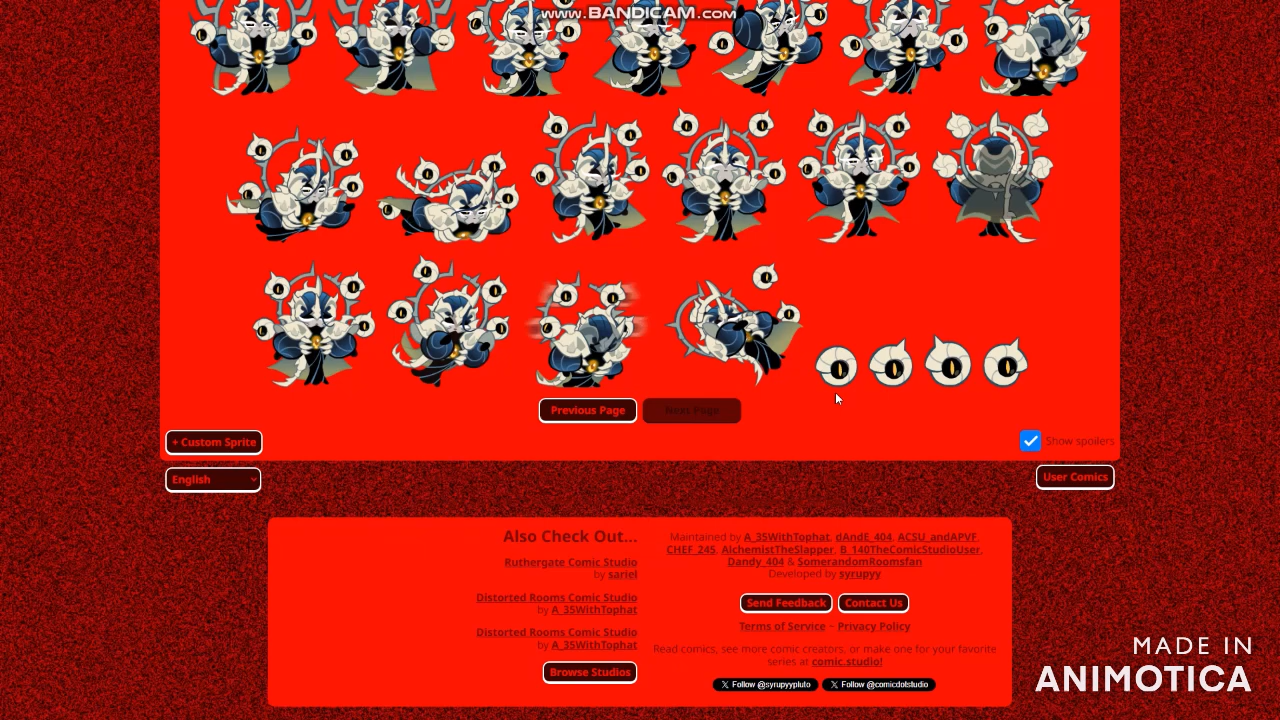 www.BANDICAM.com
Previous Page
Next Page
+ Custom Sprite
Show spoilers
English
User Comics
Also Check Out...
Ruthergate Comic Studio
by sariel
Distorted Rooms Comic Studio
by A_35WithTophat
Distorted Rooms Comic Studio
by A_35WithTophat
Browse Studios
Maintained by A_35WithTophat, dAndE_404, ACSU_andAPVF,
CHEF_245, AlchemistTheSlapper, B_140TheComicStudioUser,
Dandy_404 & SomerandomRoomsfan
Developed by syrupyy
Send Feedback
Contact Us
Terms of Service ~ Privacy Policy
Read comics, see more comic creators, or make one for your favorite
series at comic.studio!
Follow @syrupyypluto
Follow @comicdotstudio
MADE IN
ANIMOTICA